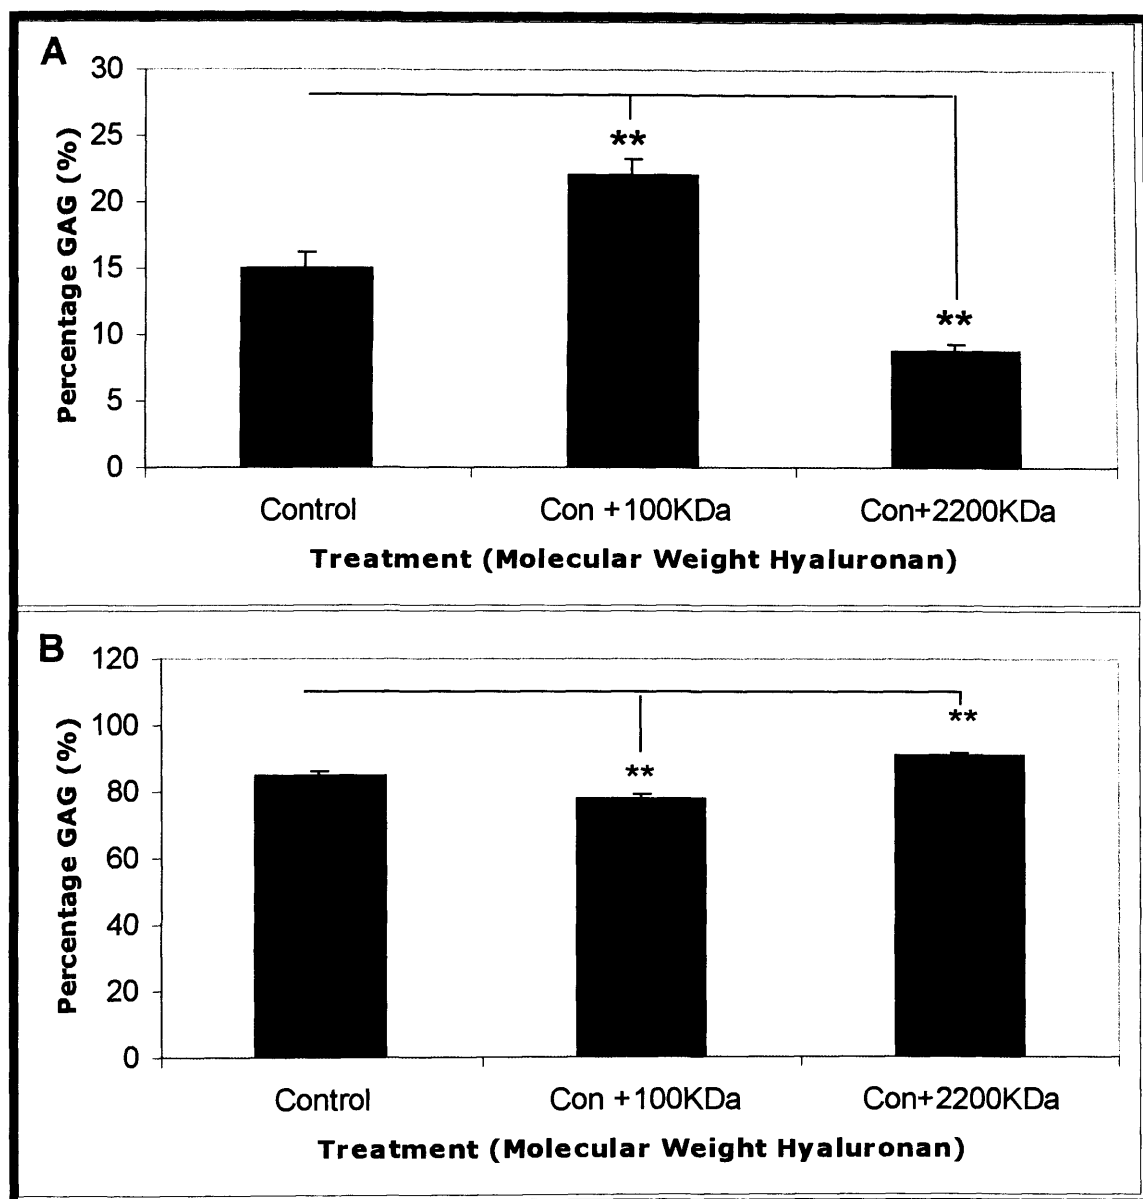 A
30
25
20
15
10
5
0
Percentage GAG (%)
**
**
Control
Con +100KDa
Con+2200KDa
Treatment (Molecular Weight Hyaluronan)
B
120
100
80
60
40
20
0
Percentage GAG (%)
**
**
Control
Con +100KDa
Con+2200KDa
Treatment (Molecular Weight Hyaluronan)